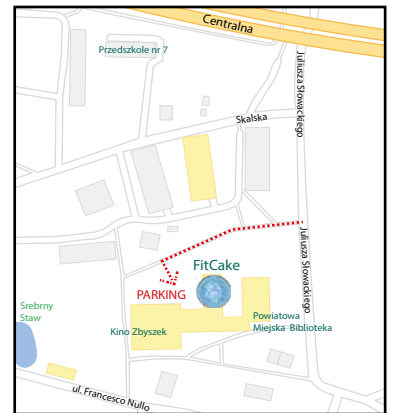 Centralna
Przedszkole nr 7
Juliusza Słowackiego
Skalska
Juliusza Słowackiego
FitCake
PARKING
Srebrny
Staw
Kino Zbyszek
Powiatowa
Miejska Biblioteka
ul. Francesco Nullo